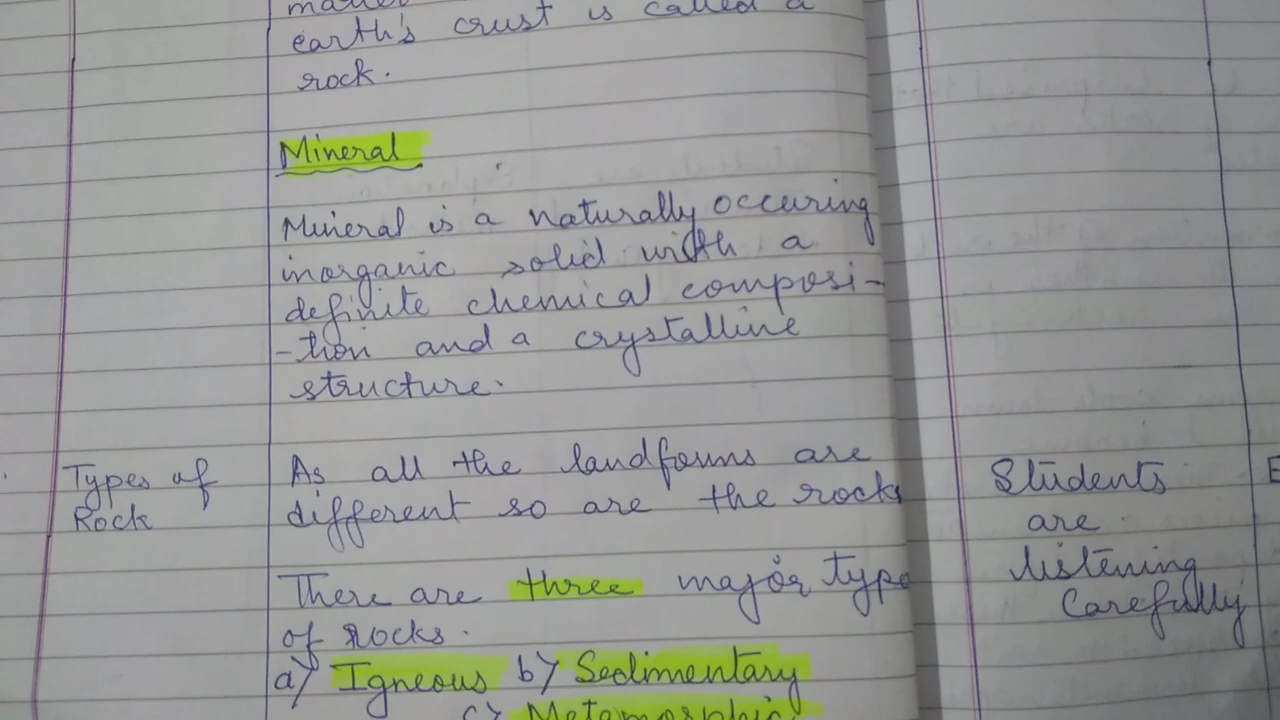 earth's crust is called a
rock.
Mineral
Mineral is a naturally occuring
inorganic solid with a
definite chemical composi-
-tion and a crystalline
structure.
Types of
Rock
As all the landforms are
different so are the rocks
There are three major type
of rocks.
a) Igneous b) Sedimentary
c) Metamorphic
Students
are
listening
Carefully